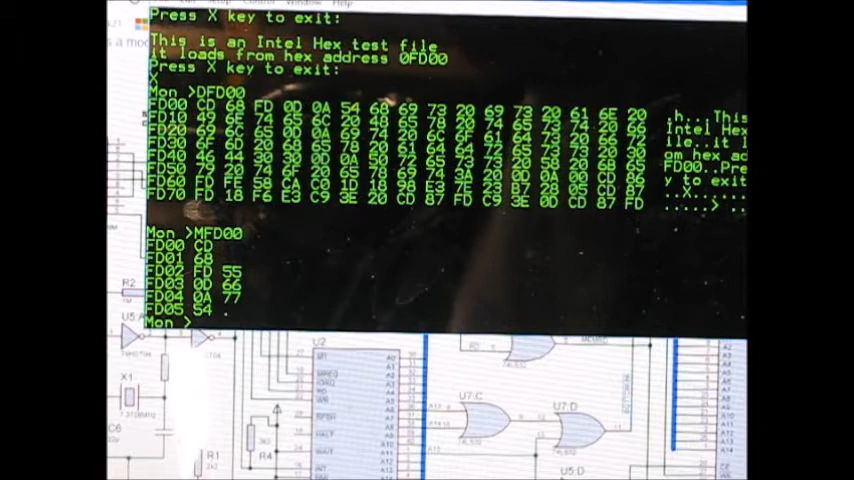 Press X key to exit:
This is an Intel Hex test file
it loads from hex address 0FD00
Press X key to exit:
X
Mon >DFD00
FD00 CD 68 FD 0D 0A 54 68 69 73 20 69 73 20 61 6E 20 .h...This
FD10 49 6E 74 65 6C 20 48 65 78 20 74 65 73 74 20 66 Intel Hex
FD20 69 6C 65 0D 0A 69 74 20 6C 6F 61 64 73 20 66 72 ile..it l
FD30 6F 6D 20 68 65 78 20 61 64 64 72 65 73 73 20 30 om hex ad
FD40 46 44 30 30 0D 0A 50 72 65 73 73 20 58 20 6B 65 FD00..Pre
FD50 79 20 74 6F 20 65 78 69 74 3A 20 0D 0A 00 CD 86 y to exit
FD60 FD FE 58 CA C0 1D 18 98 E3 7E 23 B7 28 05 CD 87 ..X......
FD70 FD 18 F6 E3 C9 3E 20 CD 87 FD C9 3E 0D CD 87 FD .....> ..
Mon >MFD00
FD00 CD
FD01 68
FD02 FD 55
FD03 0D 66
FD04 0A 77
FD05 54
Mon >
R2
U5:A
U2
X1
U7:C
U7:D
C6
R1
R4
U5:D